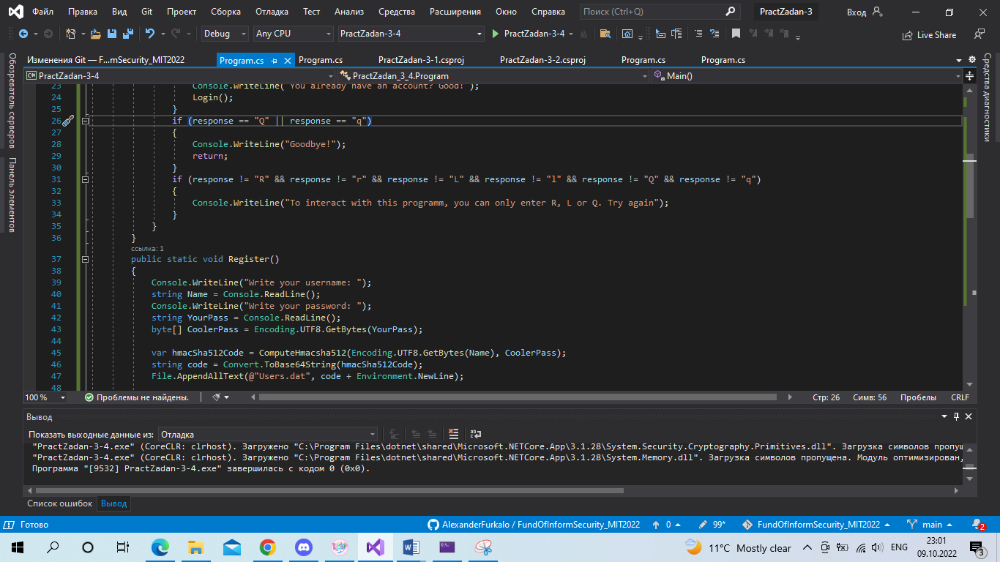 Файл Правка Вид Git Проект Сборка Отладка Тест Анализ Средства Расширения Окно Справка Поиск (Ctrl+Q) PractZadan-3 Вход
Debug Any CPU PractZadan-3-4 PractZadan-3-4 Live Share
Изменения Git — F...mSecurity_MIT2022 Program.cs Program.cs PractZadan-3-1.csproj PractZadan-3-2.csproj Program.cs Program.cs
C# PractZadan-3-4 PractZadan_3_4.Program Main()
Обозреватель серверов
Панель элементов
Средства диагностики
23 Console.WriteLine("You already have an account? Good!");
24 Login();
25 }
26 if (response == "Q" || response == "q")
27 {
28 Console.WriteLine("Goodbye!");
29 return;
30 }
31 if (response != "R" && response != "r" && response != "L" && response != "l" && response != "Q" && response != "q")
32 {
33 Console.WriteLine("To interact with this programm, you can only enter R, L or Q. Try again");
34 }
35 }
36 }
ссылка: 1
37 public static void Register()
38 {
39 Console.WriteLine("Write your username: ");
40 string Name = Console.ReadLine();
41 Console.WriteLine("Write your password: ");
42 string YourPass = Console.ReadLine();
43 byte[] CoolerPass = Encoding.UTF8.GetBytes(YourPass);
44
45 var hmacSha512Code = ComputeHmacsha512(Encoding.UTF8.GetBytes(Name), CoolerPass);
46 string code = Convert.ToBase64String(hmacSha512Code);
47 File.AppendAllText(@"Users.dat", code + Environment.NewLine);
48
100 % Проблемы не найдены. Стр: 26 Симв: 56 Пробелы CRLF
Вывод
Показать выходные данные из: Отладка
"PractZadan-3-4.exe" (CoreCLR: clrhost). Загружено "C:\Program Files\dotnet\shared\Microsoft.NETCore.App\3.1.28\System.Security.Cryptography.Primitives.dll". Загрузка символов пропущ
"PractZadan-3-4.exe" (CoreCLR: clrhost). Загружено "C:\Program Files\dotnet\shared\Microsoft.NETCore.App\3.1.28\System.Memory.dll". Загрузка символов пропущена. Модуль оптимизирован,
Программа "[9532] PractZadan-3-4.exe" завершилась с кодом 0 (0x0).
Список ошибок Вывод
Готово AlexanderFurkalo / FundOfInformSecurity_MIT2022 0 99* FundOfInformSecurity_MIT2022 main 2
11°C Mostly clear ENG 23:01
09.10.2022 3